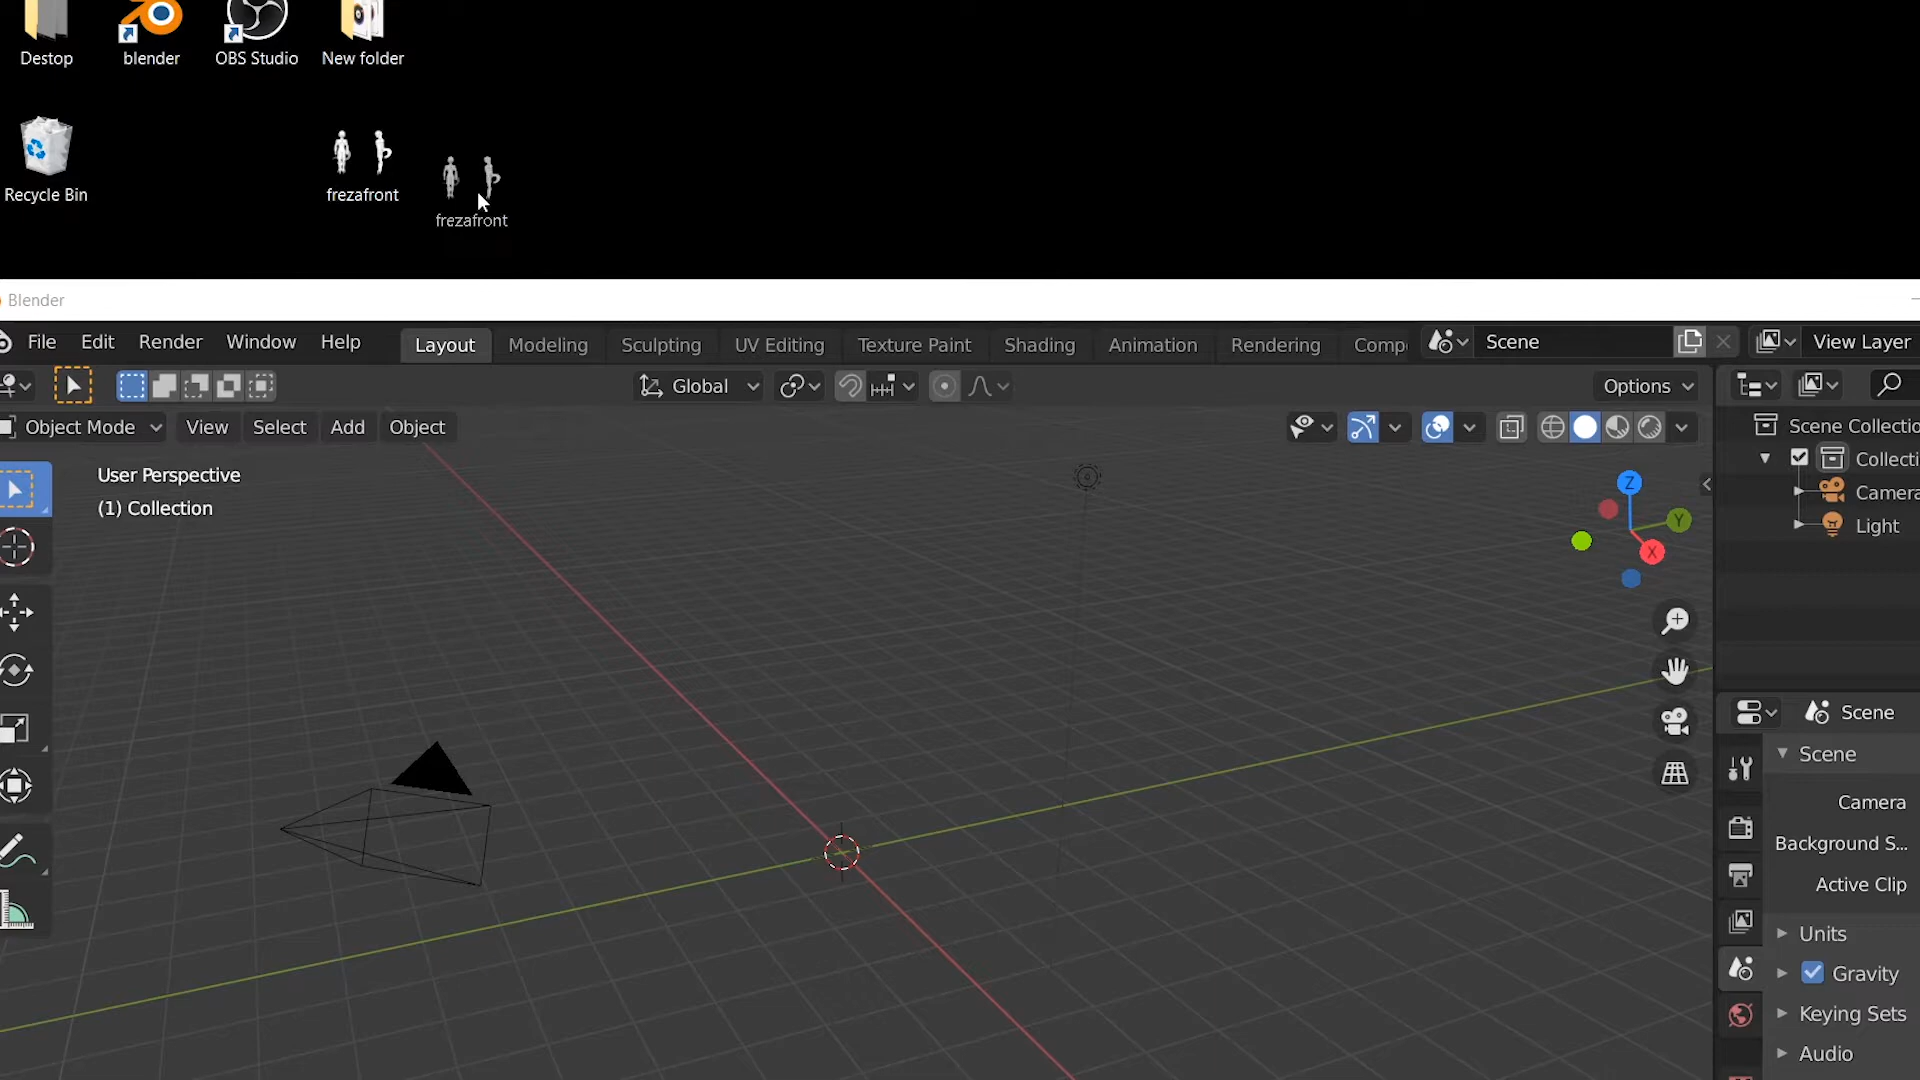 Destop
blender
OBS Studio
New folder
Recycle Bin
frezafront
frezafront
Blender
File Edit Render Window Help
Layout Modeling Sculpting UV Editing Texture Paint Shading Animation Rendering Comp
Scene
View Layer
Global
Options
Object Mode View Select Add Object
User Perspective
(1) Collection
Z
Y
X
Scene Collectio
Collecti
Camera
Light
Scene
Scene
Camera
Background S...
Active Clip
Units
Gravity
Keying Sets
Audio